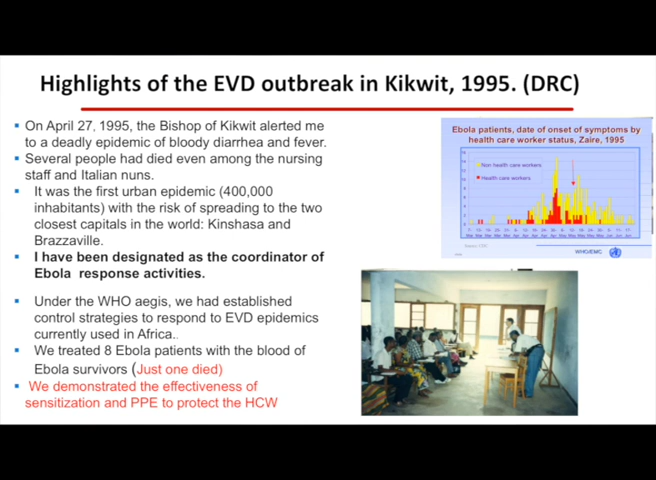 Highlights of the EVD outbreak in Kikwit, 1995. (DRC)
▪ On April 27, 1995, the Bishop of Kikwit alerted me
to a deadly epidemic of bloody diarrhea and fever.
▪ Several people had died even among the nursing
staff and Italian nuns.
▪ It was the first urban epidemic (400,000
inhabitants) with the risk of spreading to the two
closest capitals in the world: Kinshasa and
Brazzaville.
▪ I have been designated as the coordinator of
Ebola response activities.
▪ Under the WHO aegis, we had established
control strategies to respond to EVD epidemics
currently used in Africa..
▪ We treated 8 Ebola patients with the blood of
Ebola survivors (Just one died)
▪ We demonstrated the effectiveness of
sensitization and PPE to protect the HCW
Ebola patients, date of onset of symptoms by
health care worker status, Zaire, 1995
Non health care workers
Health care workers
WHO/EMC